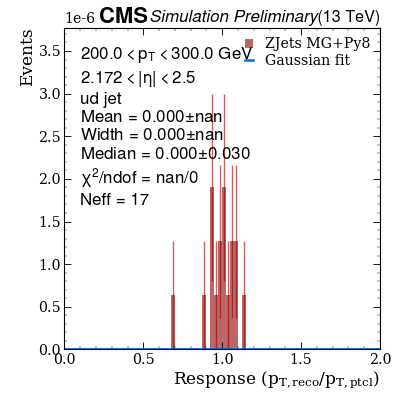 1e-6 CMS Simulation Preliminary (13 TeV)
Events
3.5
3.0
2.5
2.0
1.5
1.0
0.5
0.0
200.0 < pT < 300.0 GeV
2.172 < |η| < 2.5
ud jet
Mean = 0.000±nan
Width = 0.000±nan
Median = 0.000±0.030
χ²/ndof = nan/0
Neff = 17
ZJets MG+Py8
Gaussian fit
0.0 0.5 1.0 1.5 2.0
Response (pT,reco/pT,ptcl)